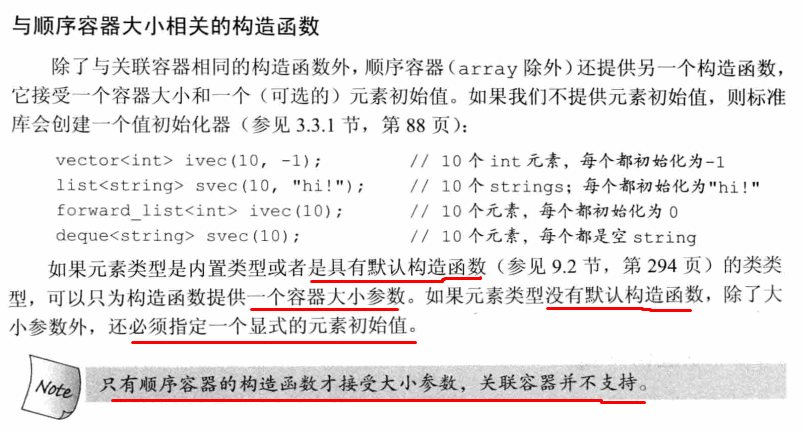 与顺序容器大小相关的构造函数
除了与关联容器相同的构造函数外，顺序容器（array 除外）还提供另一个构造函数，
它接受一个容器大小和一个（可选的）元素初始值。如果我们不提供元素初始值，则标准
库会创建一个值初始化器（参见 3.3.1 节，第 88 页）：
vector<int> ivec(10, -1);   // 10 个 int 元素，每个都初始化为-1
list<string> svec(10, "hi!");   // 10 个 strings；每个都初始化为"hi!"
forward_list<int> ivec(10);   // 10 个元素，每个都初始化为 0
deque<string> svec(10);   // 10 个元素，每个都是空 string
如果元素类型是内置类型或者是具有默认构造函数（参见 9.2 节，第 294 页）的类类
型，可以只为构造函数提供一个容器大小参数。如果元素类型没有默认构造函数，除了大
小参数外，还必须指定一个显式的元素初始值。
Note 只有顺序容器的构造函数才接受大小参数，关联容器并不支持。